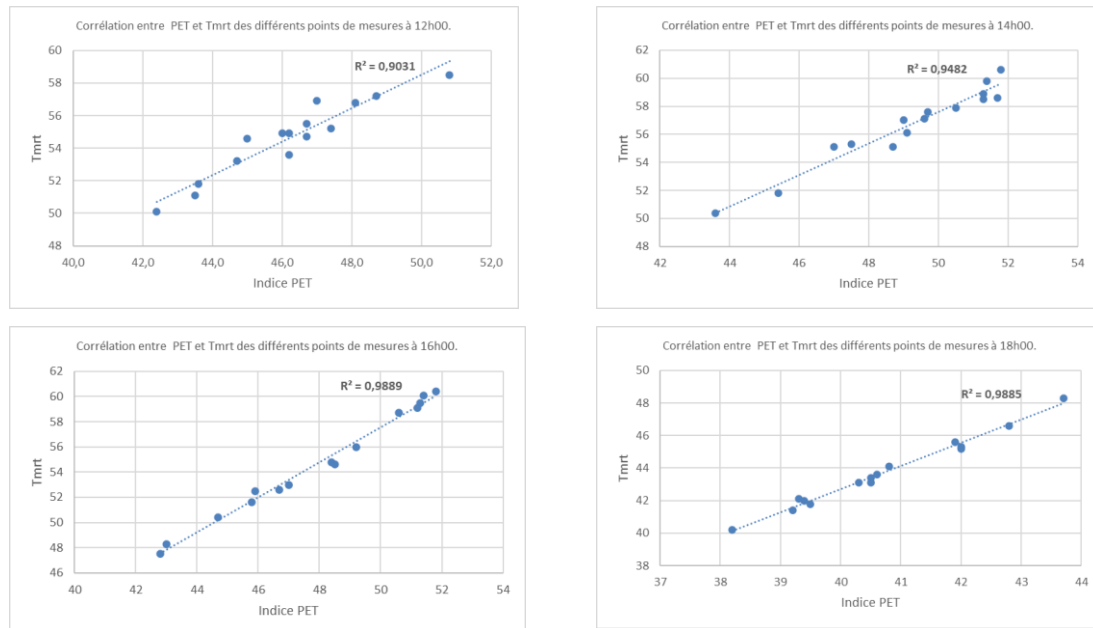 Corrélation entre PET et Tmrt des différents points de mesures à 12h00.
60
58
56
54
52
50
48
R² = 0,9031
Tmrt
40,0 42,0 44,0 46,0 48,0 50,0 52,0
Indice PET
Corrélation entre PET et Tmrt des différents points de mesures à 14h00.
62
60
58
56
54
52
50
48
R² = 0,9482
Tmrt
42 44 46 48 50 52 54
Indice PET
Corrélation entre PET et Tmrt des différents points de mesures à 16h00.
62
60
58
56
54
52
50
48
46
R² = 0,9889
Tmrt
40 42 44 46 48 50 52 54
Indice PET
Corrélation entre PET et Tmrt des différents points de mesures à 18h00.
50
48
46
44
42
40
38
R² = 0,9885
Tmrt
37 38 39 40 41 42 43 44
Indice PET